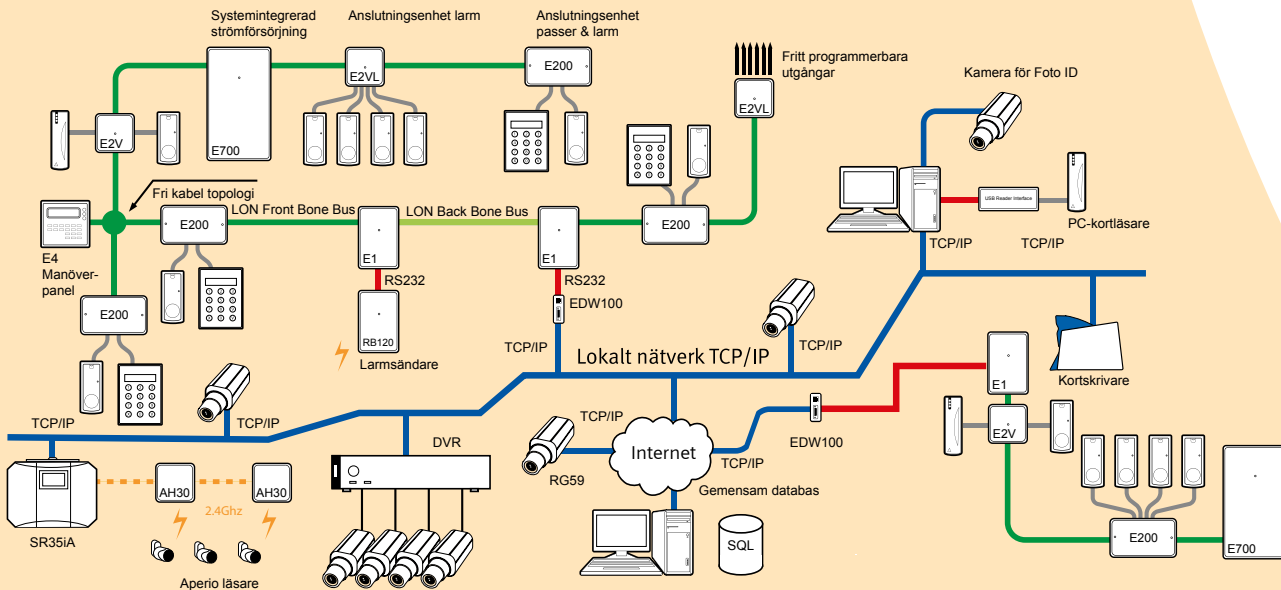 Systemintegrerad
strömförsörjning
Anslutningsenhet larm
Anslutningsenhet
passer & larm
Fritt programmerbara
utgångar
Kamera för Foto ID
E2V
E700
E2VL
E200
E2VL
Fri kabel topologi
LON Front Bone Bus
LON Back Bone Bus
E4
Manöver-
panel
E200
E1
E1
E200
RS232
RS232
EDW100
E200
RB120
Larmsändare
TCP/IP
USB Reader Interface
PC-kortläsare
TCP/IP
TCP/IP
Lokalt nätverk TCP/IP
TCP/IP
Kortskrivare
TCP/IP
TCP/IP
DVR
TCP/IP
RG59
Internet
TCP/IP
EDW100
Gemensam databas
SQL
E1
E2V
E200
E700
SR35iA
AH30
AH30
2.4Ghz
Aperio läsare